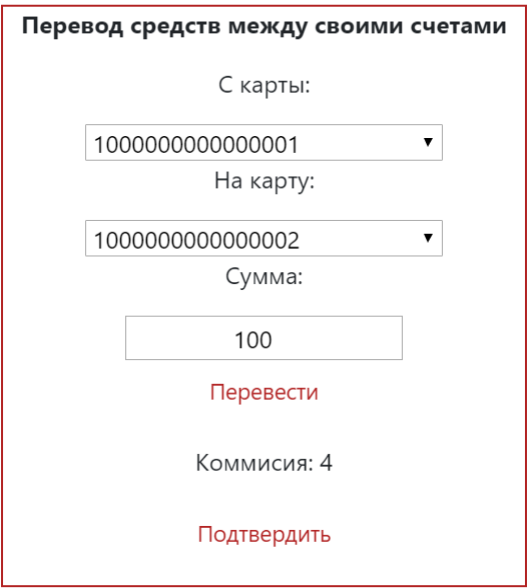 Перевод средств между своими счетами
С карты:
1000000000000001
На карту:
1000000000000002
Сумма:
100
Перевести
Коммисия: 4
Подтвердить